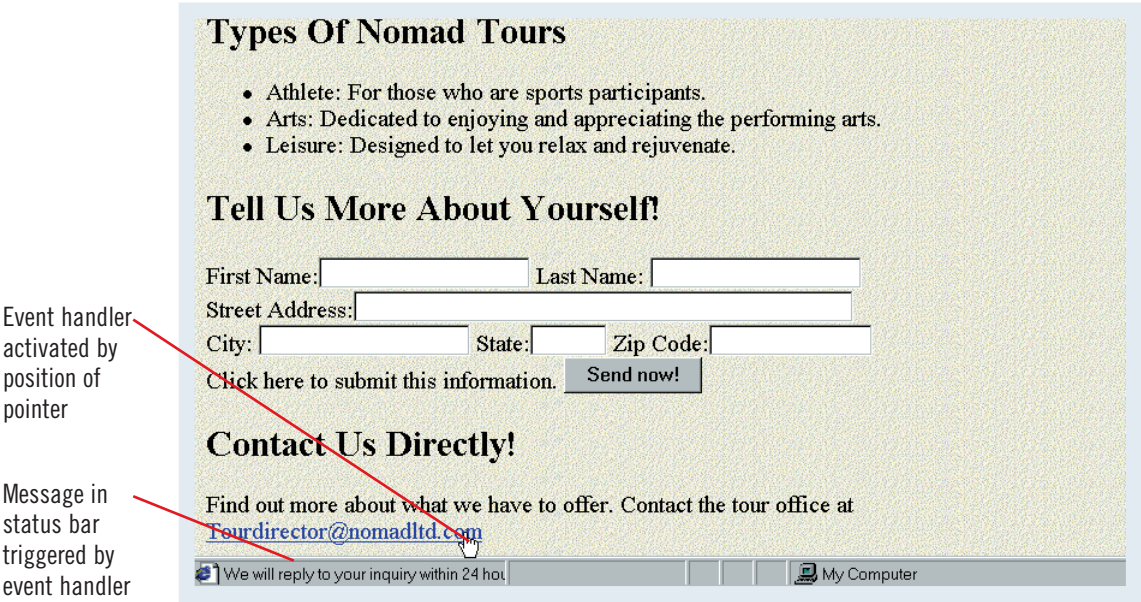 Types Of Nomad Tours
• Athlete: For those who are sports participants.
• Arts: Dedicated to enjoying and appreciating the performing arts.
• Leisure: Designed to let you relax and rejuvenate.
Tell Us More About Yourself!
First Name: Last Name:
Street Address:
City: State: Zip Code:
Click here to submit this information. Send now!
Contact Us Directly!
Find out more about what we have to offer. Contact the tour office at
Tourdirector@nomadltd.com
We will reply to your inquiry within 24 hou My Computer
Event handler
activated by
position of
pointer
Message in
status bar
triggered by
event handler